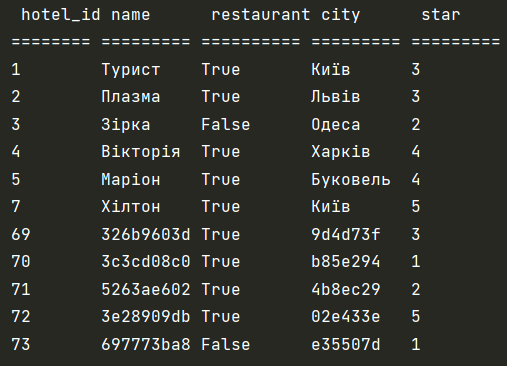 hotel_id name restaurant city star
======== ========= ========== ========= =========
1 Турист True Київ 3
2 Плазма True Львів 3
3 Зірка False Одеса 2
4 Вікторія True Харків 4
5 Маріон True Буковель 4
7 Хілтон True Київ 5
69 326b9603d True 9d4d73f 3
70 3c3cd08c0 True b85e294 1
71 5263ae602 True 4b8ec29 2
72 3e28909db True 02e433e 5
73 697773ba8 False e35507d 1